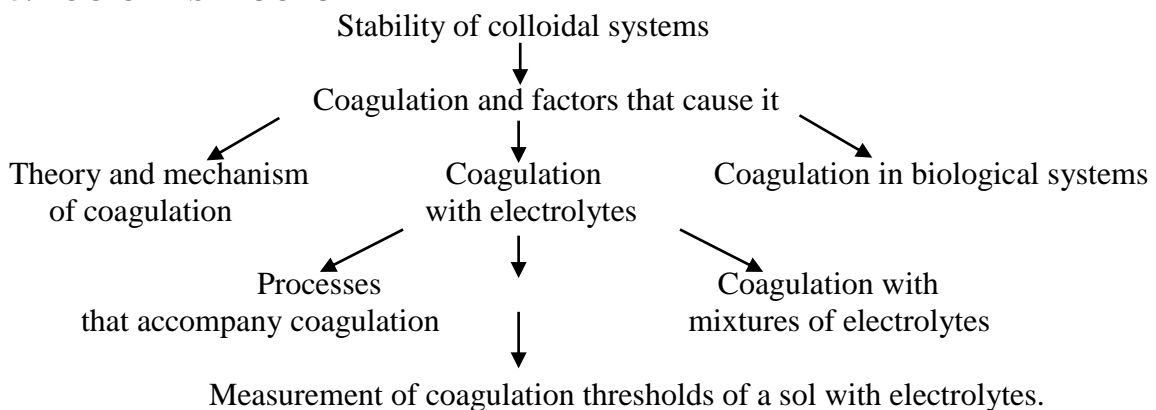 Stability of colloidal systems
Coagulation and factors that cause it
Theory and mechanism
of coagulation
Coagulation
with electrolytes
Coagulation in biological systems
Processes
that accompany coagulation
Coagulation with
mixtures of electrolytes
Measurement of coagulation thresholds of a sol with electrolytes.